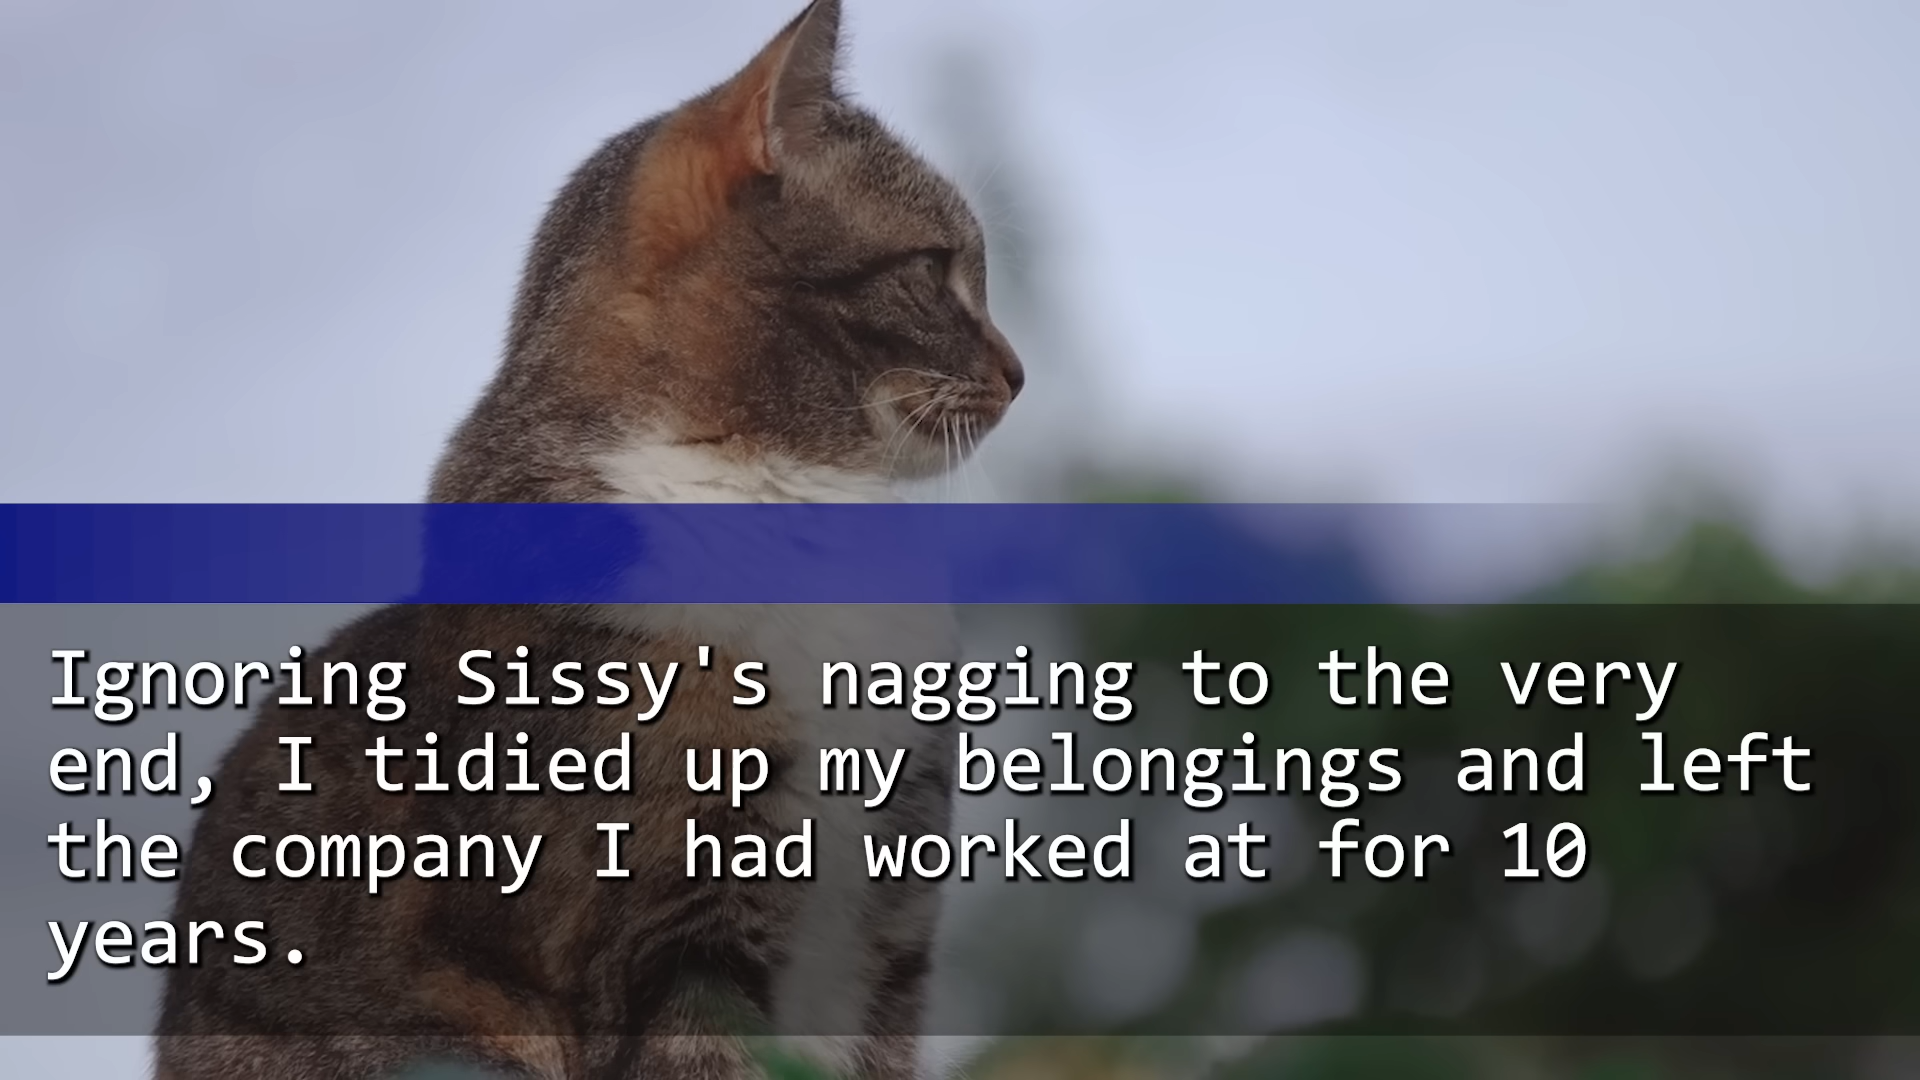 Ignoring Sissy's nagging to the very
end, I tidied up my belongings and left
the company I had worked at for 10
years.